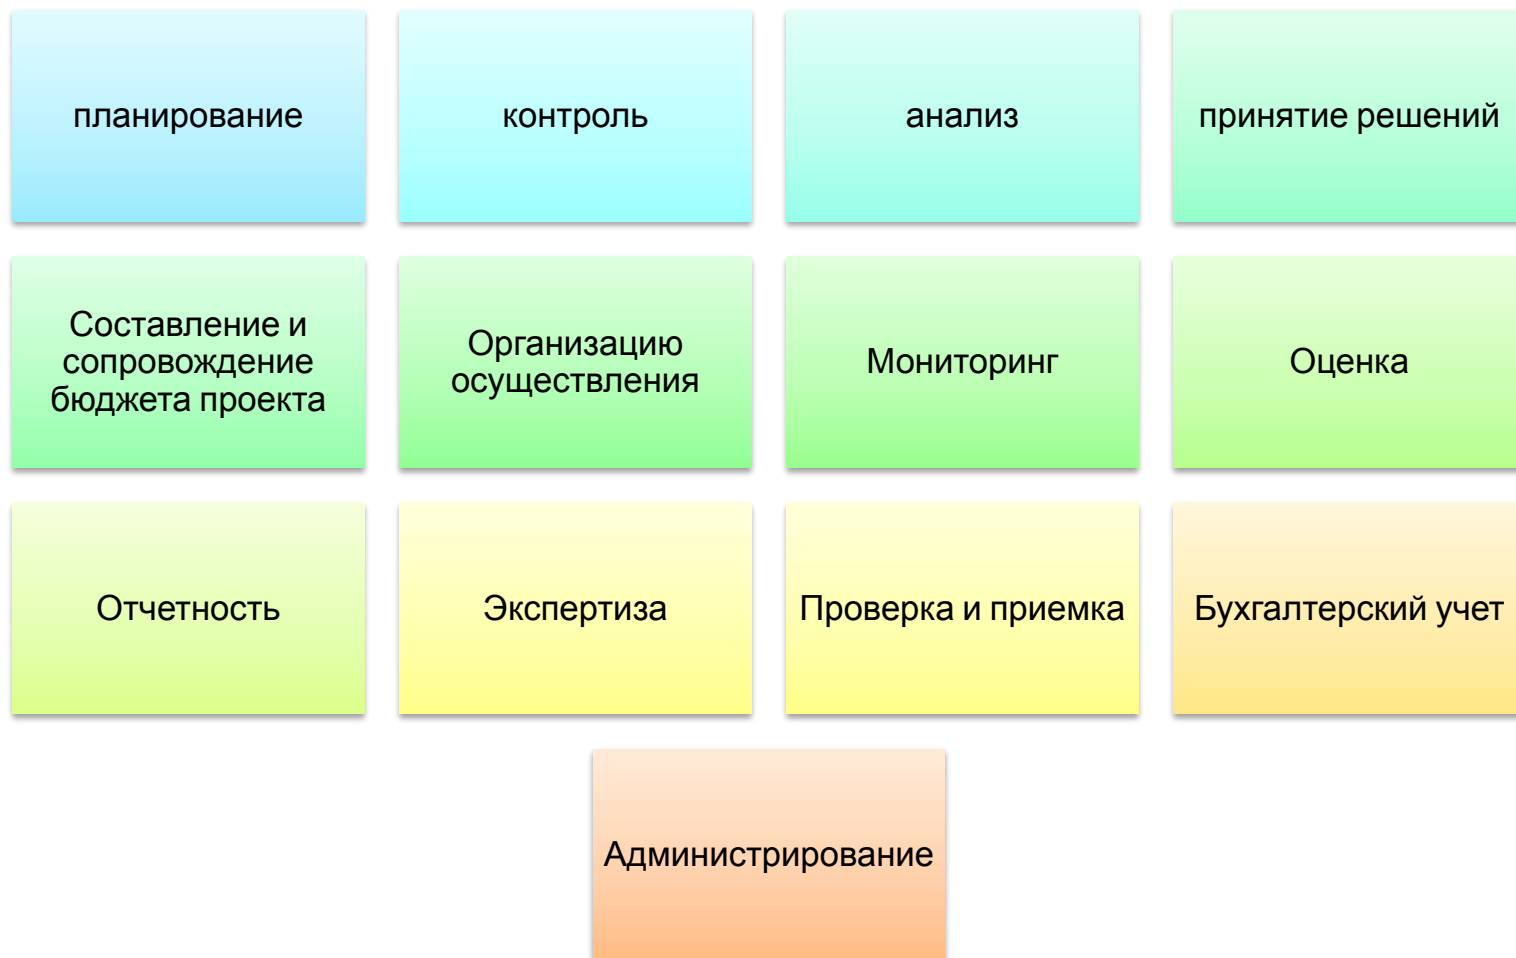 планирование
контроль
анализ
принятие решений
Составление и
сопровождение
бюджета проекта
Организацию
осуществления
Мониторинг
Оценка
Отчетность
Экспертиза
Проверка и приемка
Бухгалтерский учет
Администрирование